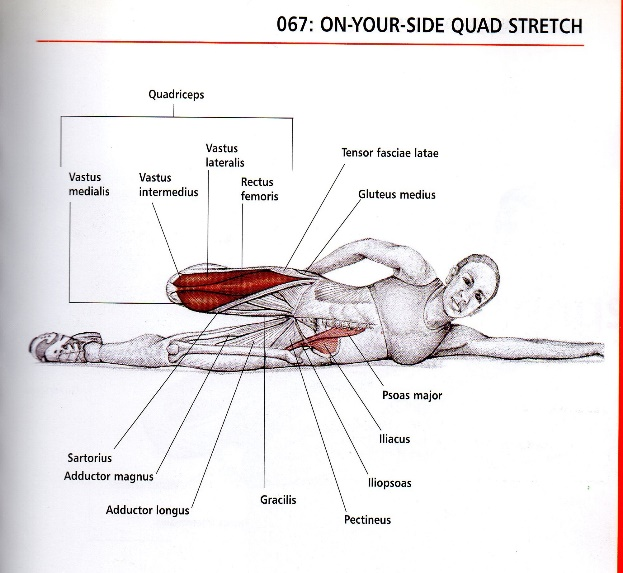 067: ON-YOUR-SIDE QUAD STRETCH
Quadriceps
Vastus
lateralis
Tensor fasciae latae
Vastus
medialis
Vastus
intermedius
Rectus
femoris
Gluteus medius
Psoas major
Iliacus
Sartorius
Adductor magnus
Iliopsoas
Gracilis
Adductor longus
Pectineus